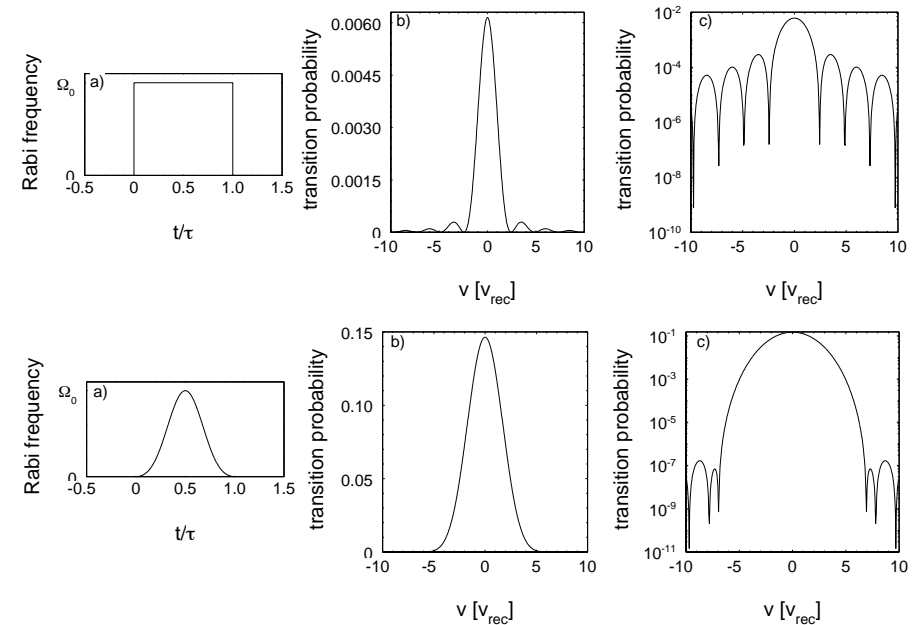 a)
Rabi frequency
Ω0
0
-0.5 0 0.5 1.0 1.5
t/τ
b)
transition probability
0.0060
0.0045
0.0030
0.0015
0
-10 -5 0 5 10
v [vrec]
c)
transition probability
10-2
10-4
10-6
10-8
10-10
-10 -5 0 5 10
v [vrec]
a)
Rabi frequency
Ω0
0
-0.5 0 0.5 1.0 1.5
t/τ
b)
transition probability
0.15
0.10
0.05
0
-10 -5 0 5 10
v [vrec]
c)
transition probability
10-1
10-3
10-5
10-7
10-9
10-11
-10 -5 0 5 10
v [vrec]